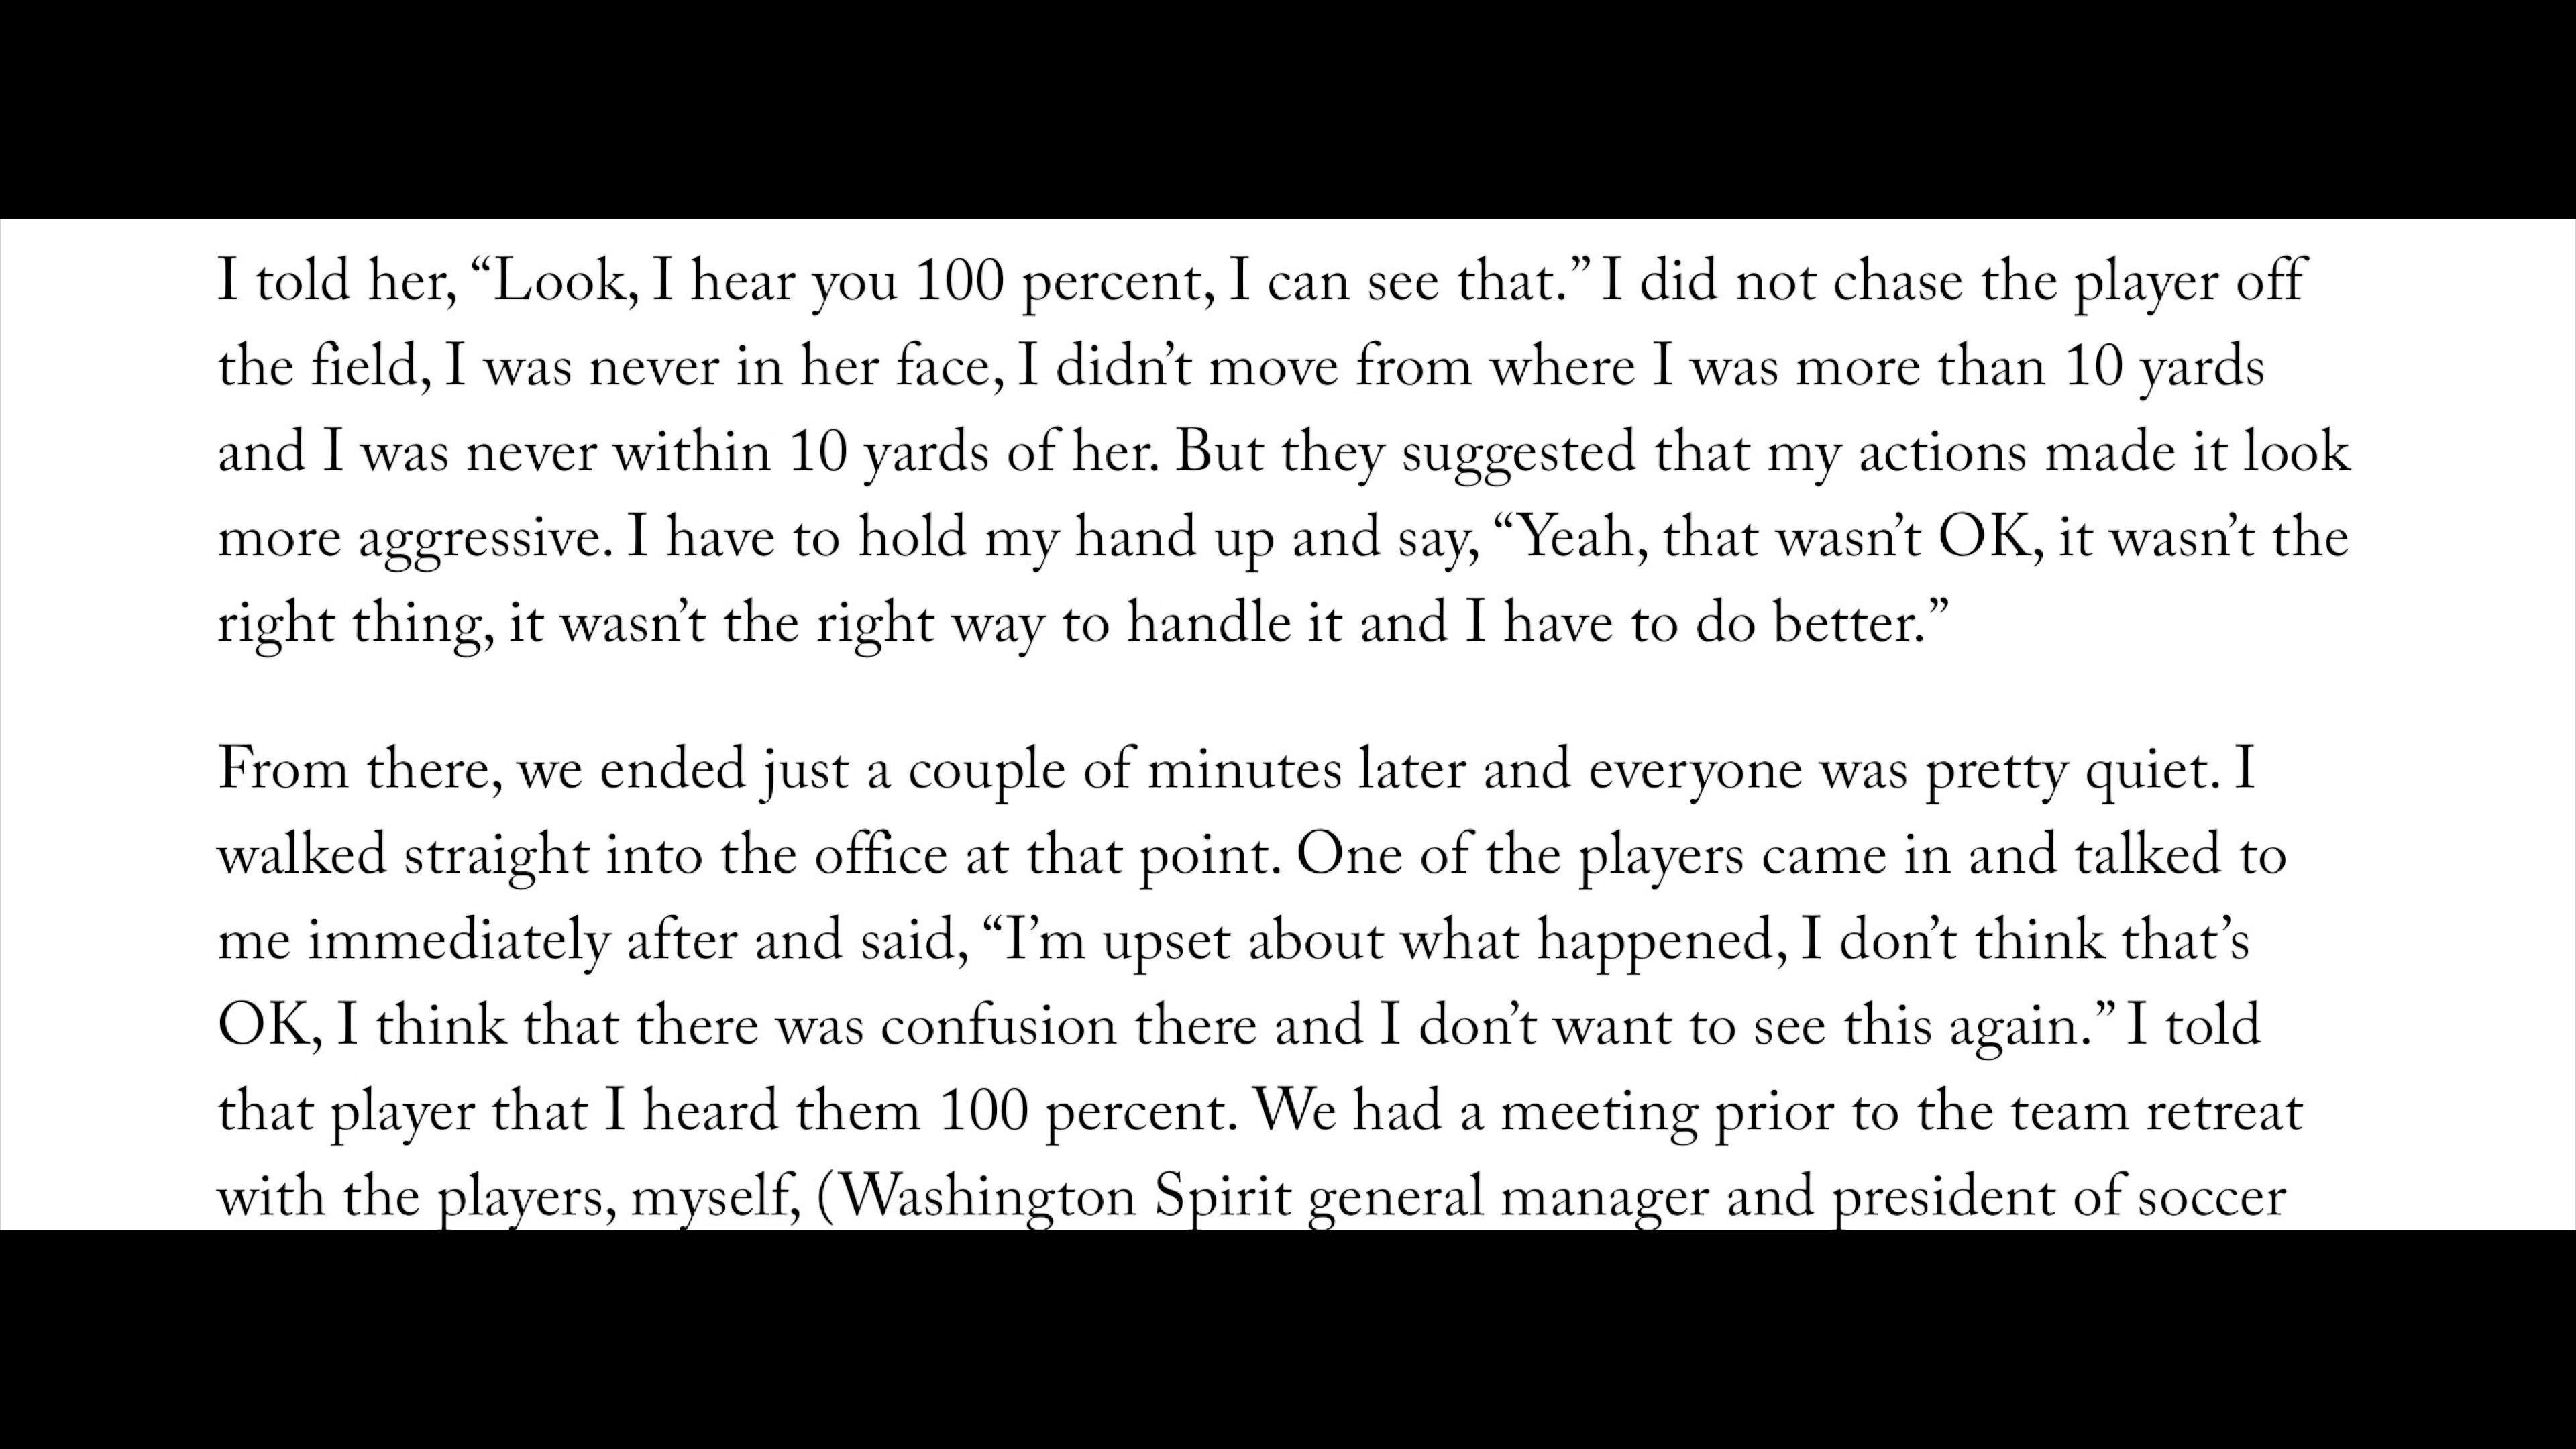 I told her, “Look, I hear you 100 percent, I can see that.” I did not chase the player off
the field, I was never in her face, I didn’t move from where I was more than 10 yards
and I was never within 10 yards of her. But they suggested that my actions made it look
more aggressive. I have to hold my hand up and say, “Yeah, that wasn’t OK, it wasn’t the
right thing, it wasn’t the right way to handle it and I have to do better.”
From there, we ended just a couple of minutes later and everyone was pretty quiet. I
walked straight into the office at that point. One of the players came in and talked to
me immediately after and said, “I’m upset about what happened, I don’t think that’s
OK, I think that there was confusion there and I don’t want to see this again.” I told
that player that I heard them 100 percent. We had a meeting prior to the team retreat
with the players, myself, (Washington Spirit general manager and president of soccer